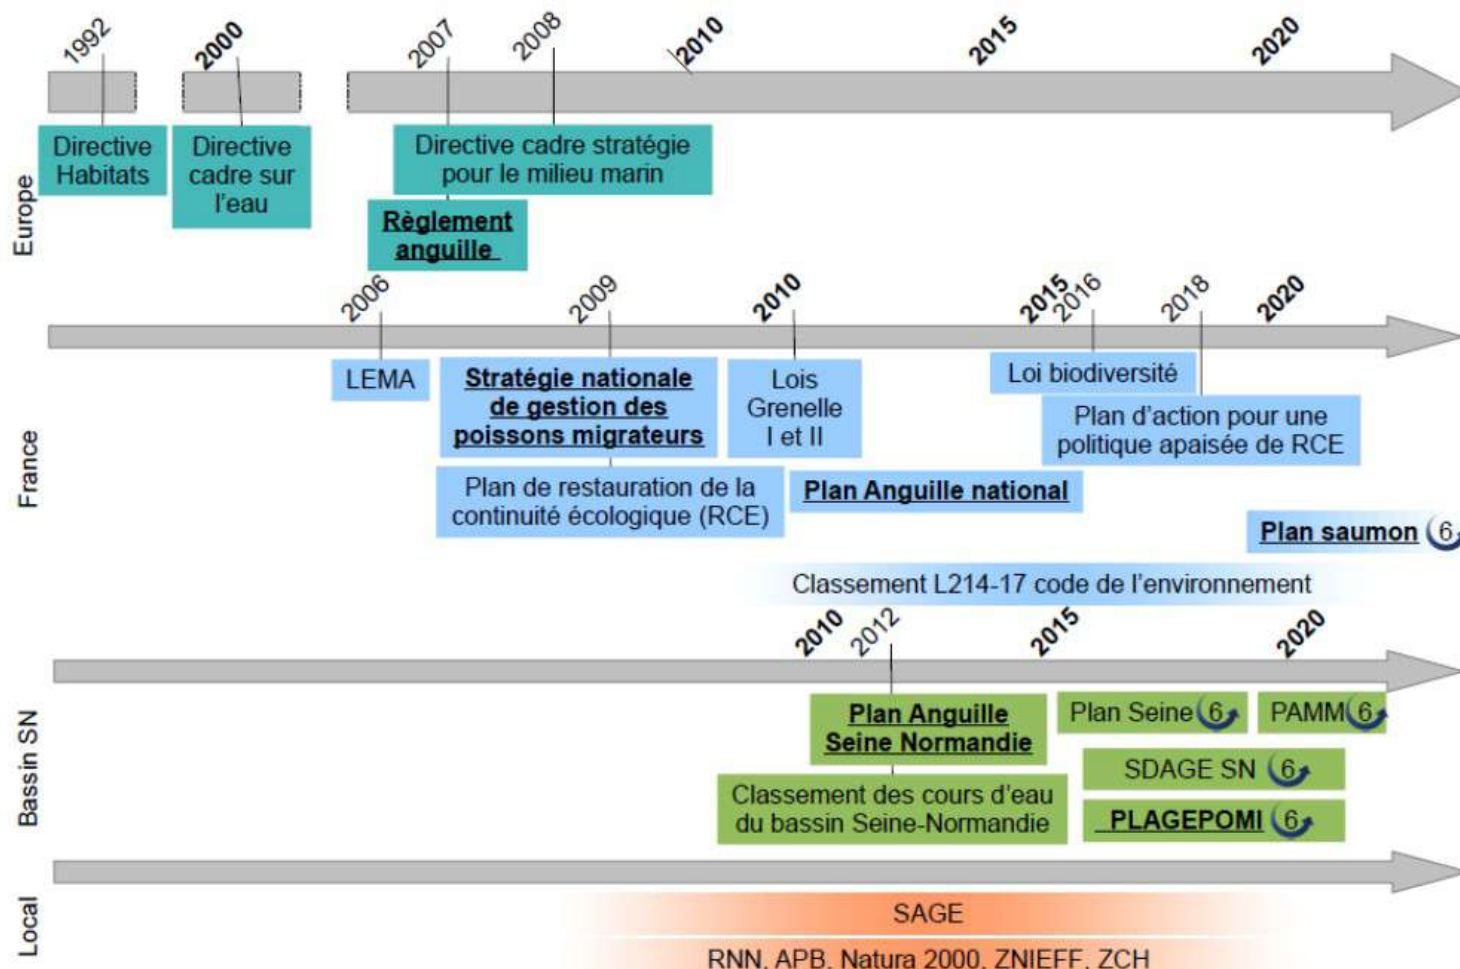 1992
2000
2007
2008
2010
2015
2020
Europe
Directive
Habitats
Directive
cadre sur
l'eau
Directive cadre stratégie
pour le milieu marin
Règlement
anguille
2006
2009
2010
2015
2016
2018
2020
France
LEMA
Stratégie nationale
de gestion des
poissons migrateurs
Lois
Grenelle
I et II
Loi biodiversité
Plan d'action pour une
politique apaisée de RCE
Plan de restauration de la
continuité écologique (RCE)
Plan Anguille national
Plan saumon 6
Classement L214-17 code de l'environnement
2010
2012
2015
2020
Bassin SN
Plan Anguille
Seine Normandie
Plan Seine 6
PAMM 6
SDAGE SN 6
Classement des cours d'eau
du bassin Seine-Normandie
PLAGEPOMI 6
Local
SAGE
RNN, APB, Natura 2000, ZNIEFF, ZCH